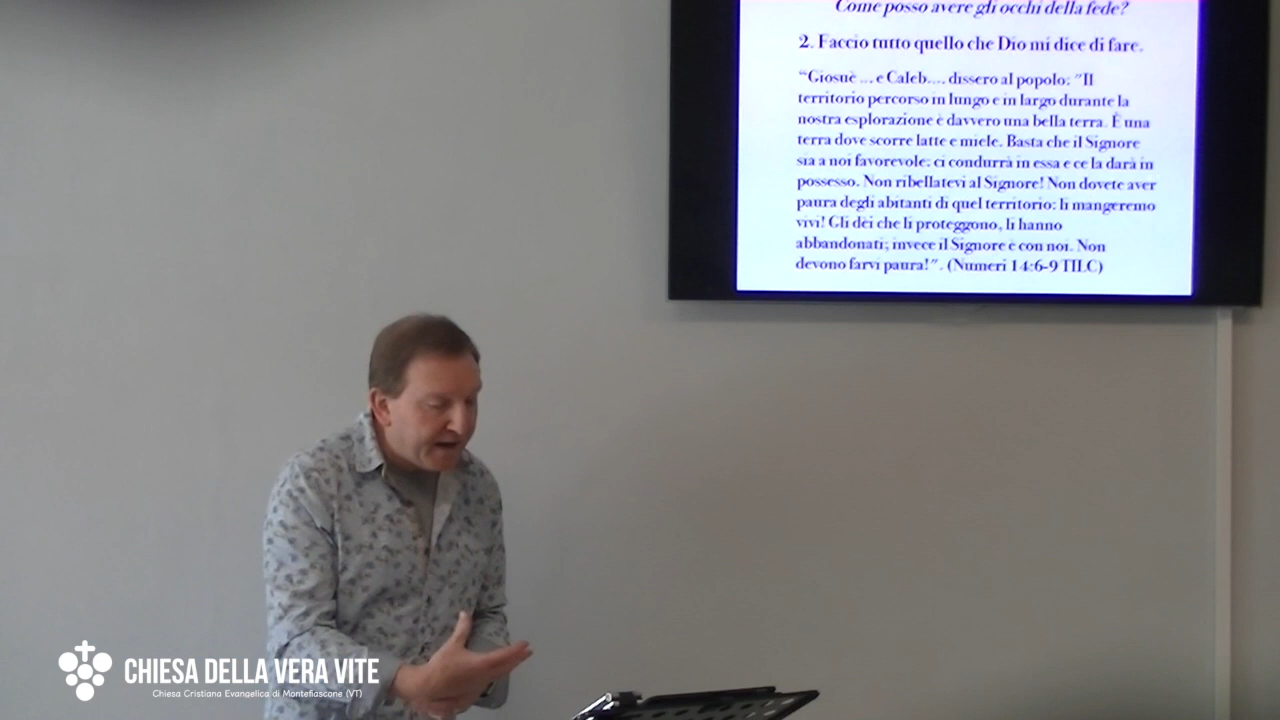 Come posso avere gli occhi della fede?
2. Faccio tutto quello che Dio mi dice di fare.
“Giosuè ... e Caleb.... dissero al popolo: "Il
territorio percorso in lungo e in largo durante la
nostra esplorazione è davvero una bella terra. È una
terra dove scorre latte e miele. Basta che il Signore
sia a noi favorevole: ci condurrà in essa e ce la darà in
possesso. Non ribellatevi al Signore! Non dovete aver
paura degli abitanti di quel territorio: li mangeremo
vivi! Gli dèi che li proteggono, li hanno
abbandonati; invece il Signore è con noi. Non
devono farvi paura!". (Numeri 14:6-9 TILC)
CHIESA DELLA VERA VITE
Chiesa Cristiana Evangelica di Montefiascone (VT)